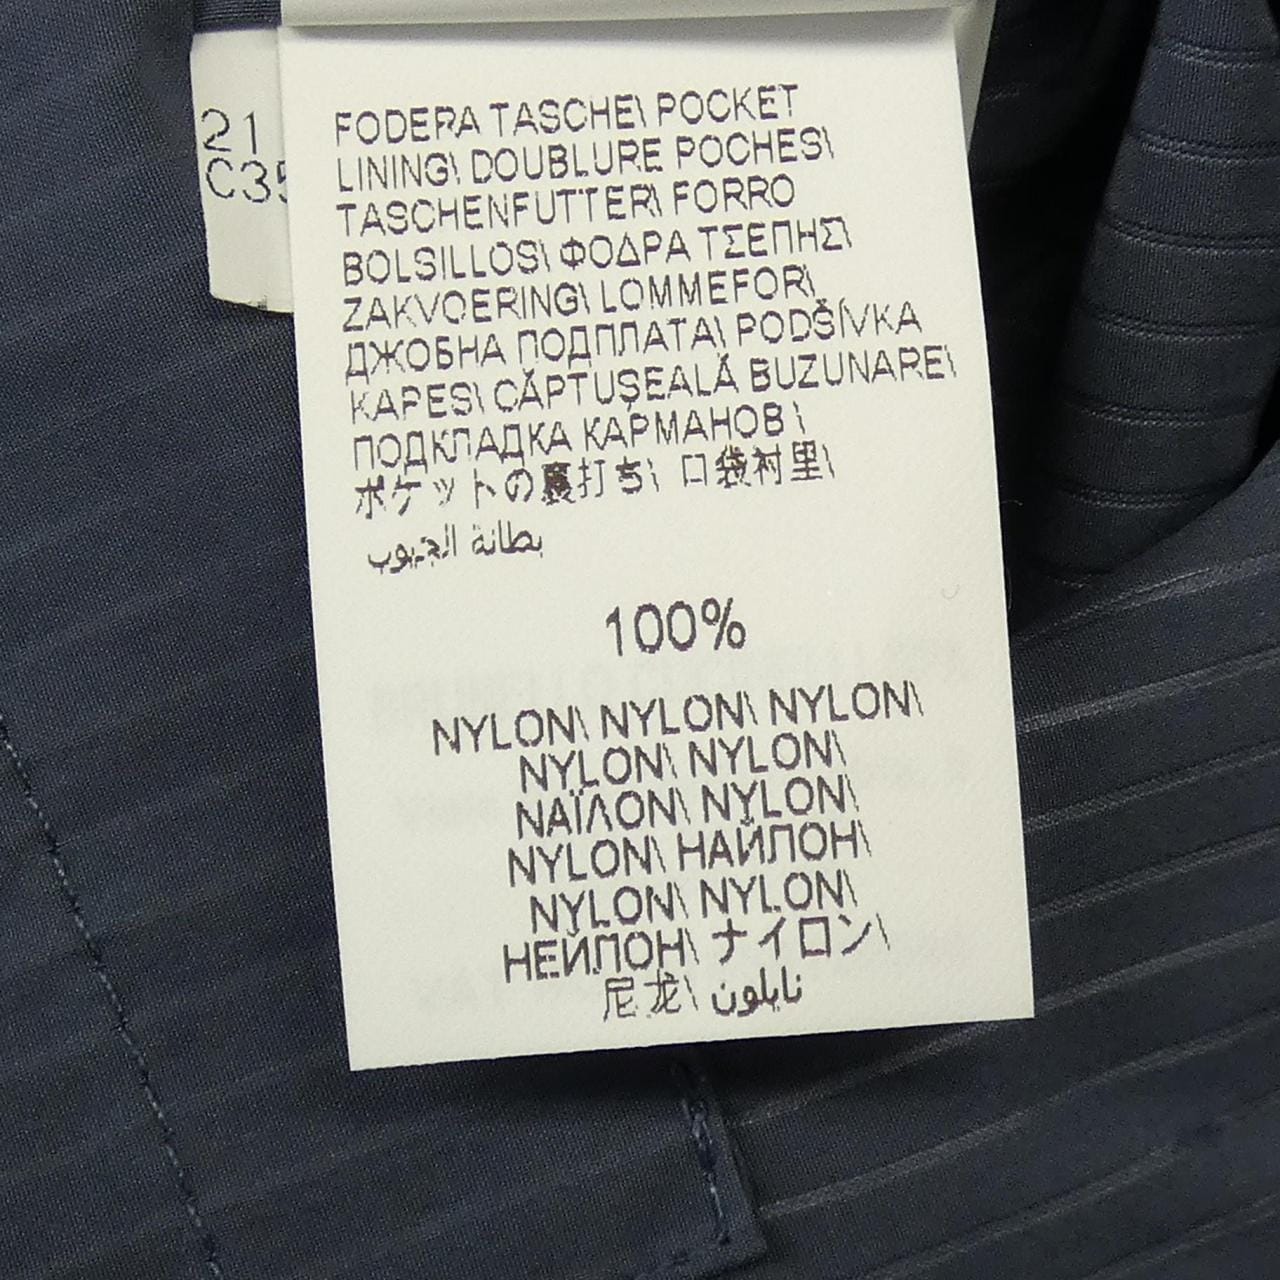 21
C35
FODERA TASCHE\ POCKET
LINING\ DOUBLURE POCHES\
TASCHENFUTTER\ FORRO
BOLSILLOS\ ΦΟΔΡΑ ΤΣΕΠΗΣ\
ZAKVOERING\ LOMMEFOR\
ДЖОБНА ПОДПЛАТА\ PODŠÍVKA
KAPES\ CĂPTUȘEALĂ BUZUNARE\
ПОДКЛАДКА КАРМАНОВ \
ポケットの裏打ち\ 口袋衬里\
بطانة الجيوب
100%
NYLON\ NYLON\ NYLON\
NYLON\ NYLON\
ΝΑΪΛΟΝ\ NYLON\
NYLON\ НАЙЛОН\
NYLON\ NYLON\
НЕЙЛОН\ ナイロン\
尼龙\ نايلون